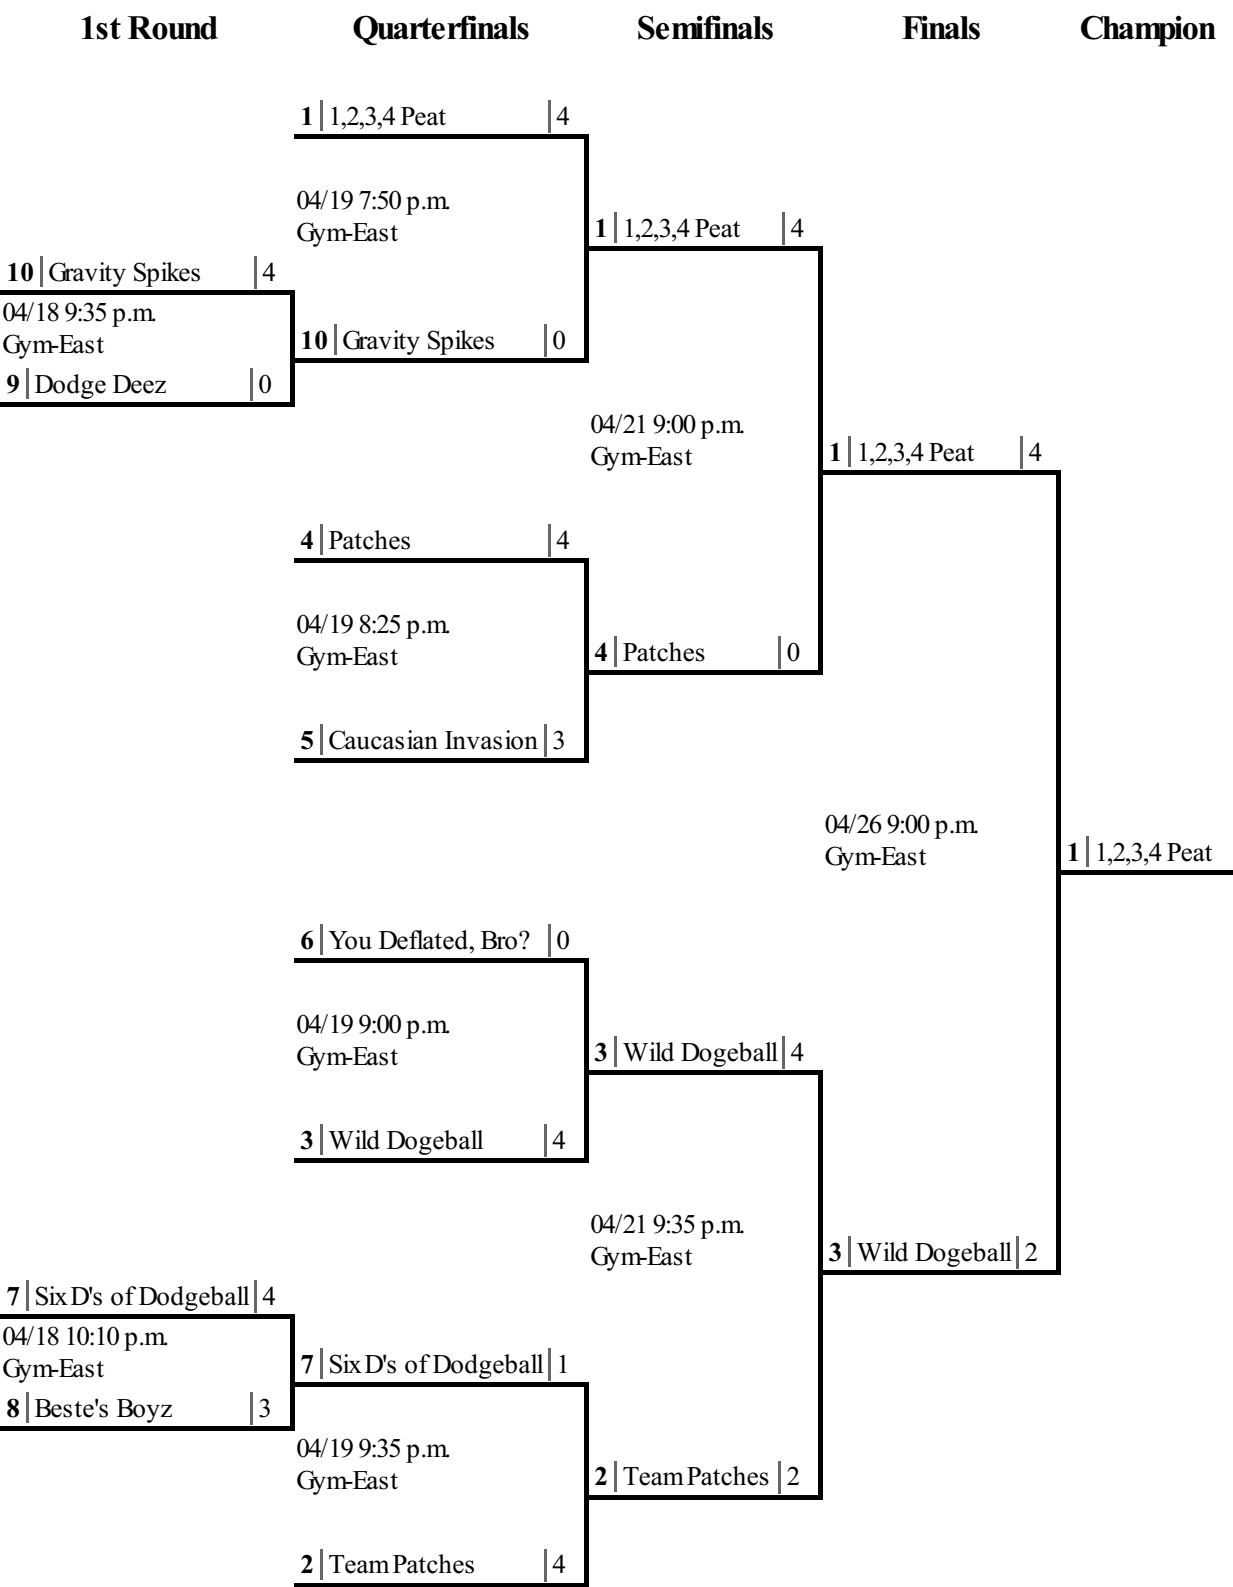 1st Round Quarterfinals Semifinals Finals Champion
1 1,2,3,4 Peat 4
04/19 7:50 p.m.
Gym-East
1 1,2,3,4 Peat 4
10 Gravity Spikes 4
04/18 9:35 p.m.
Gym-East
10 Gravity Spikes 0
9 Dodge Deez 0
04/21 9:00 p.m.
Gym-East
1 1,2,3,4 Peat 4
4 Patches 4
04/19 8:25 p.m.
Gym-East
4 Patches 0
5 Caucasian Invasion 3
04/26 9:00 p.m.
Gym-East
1 1,2,3,4 Peat
6 You Deflated, Bro? 0
04/19 9:00 p.m.
Gym-East
3 Wild Dogeball 4
3 Wild Dogeball 4
04/21 9:35 p.m.
Gym-East
3 Wild Dogeball 2
7 Six D's of Dodgeball 4
04/18 10:10 p.m.
Gym-East
7 Six D's of Dodgeball 1
8 Beste's Boyz 3
04/19 9:35 p.m.
Gym-East
2 Team Patches 2
2 Team Patches 4